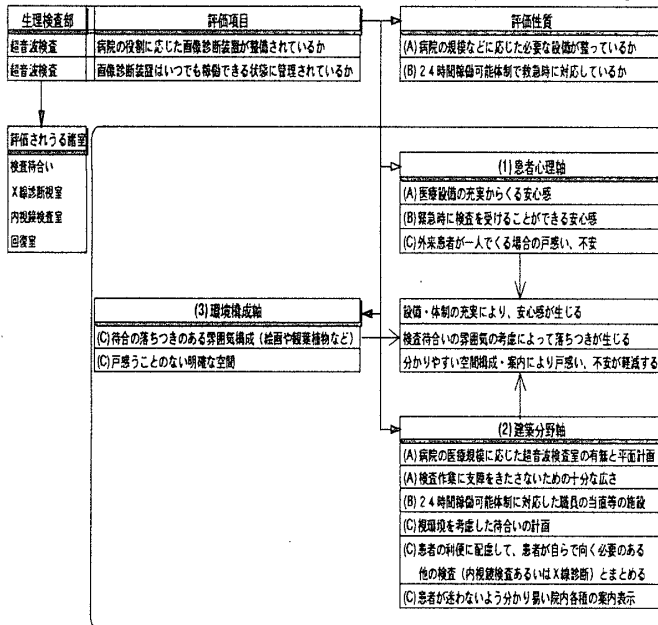 生理検査部 評価項目
超音波検査 病院の役割に応じた画像診断装置が整備されているか
超音波検査 画像診断装置はいつでも稼働できる状態に管理されているか
評価性質
(A) 病院の規模などに応じた必要な設備が整っているか
(B) 24時間稼働可能体制で救急時に対応しているか
評価されうる諸室
検査待合い
X線診断視室
内視鏡検査室
回復室
(1) 患者心理軸
(A) 医療設備の充実からくる安心感
(B) 緊急時に検査を受けることができる安心感
(C) 外来患者が一人でくる場合の戸惑い、不安
(3) 環境構成軸
(C) 待合の落ちつきのある雰囲気構成（絵画や観葉植物など）
(C) 戸惑うことのない明確な空間
設備・体制の充実により、安心感が生じる
検査待合いの雰囲気の考慮によって落ちつきが生じる
分かりやすい空間構成・案内により戸惑い、不安が軽減する
(2) 建築分野軸
(A) 病院の医療規模に応じた超音波検査室の有無と平面計画
(A) 検査作業に支障をきたさないための十分な広さ
(B) 24時間稼働可能体制に対応した職員の当直等の施設
(C) 視環境を考慮した待合いの計画
(C) 患者の利便に配慮して、患者が自らで向く必要のある
他の検査（内視鏡検査あるいはX線診断）とまとめる
(C) 患者が迷わないよう分かり易い院内各種の案内表示